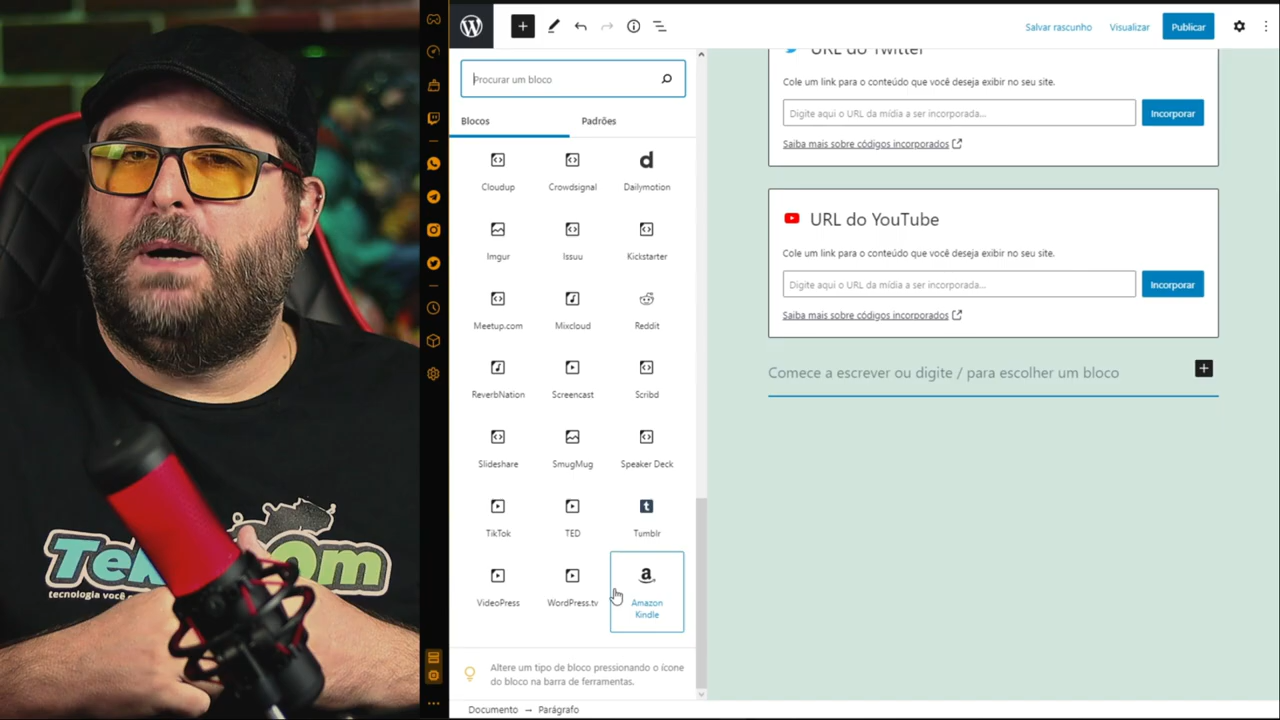 Salvar rascunho
Visualizar
Publicar
Procurar um bloco
Blocos
Padrões
Cloudup
Crowdsignal
Dailymotion
Imgur
Issuu
Kickstarter
Meetup.com
Mixcloud
Reddit
ReverbNation
Screencast
Scribd
Slideshare
SmugMug
Speaker Deck
TikTok
TED
Tumblr
VideoPress
WordPress.tv
Amazon
Kindle
Altere um tipo de bloco pressionando o ícone
do bloco na barra de ferramentas.
Documento → Parágrafo
URL do Twitter
Cole um link para o conteúdo que você deseja exibir no seu site.
Digite aqui o URL da mídia a ser incorporada...
Incorporar
Saiba mais sobre códigos incorporados
URL do YouTube
Cole um link para o conteúdo que você deseja exibir no seu site.
Digite aqui o URL da mídia a ser incorporada...
Incorporar
Saiba mais sobre códigos incorporados
Comece a escrever ou digite / para escolher um bloco